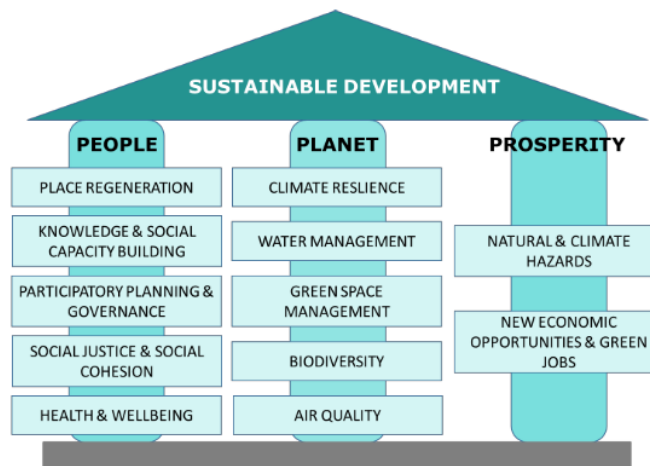 SUSTAINABLE DEVELOPMENT
PEOPLE
PLACE REGENERATION
KNOWLEDGE & SOCIAL
CAPACITY BUILDING
PARTICIPATORY PLANNING &
GOVERNANCE
SOCIAL JUSTICE & SOCIAL
COHESION
HEALTH & WELLBEING
PLANET
CLIMATE RESLIENCE
WATER MANAGEMENT
GREEN SPACE
MANAGEMENT
BIODIVERSITY
AIR QUALITY
PROSPERITY
NATURAL & CLIMATE
HAZARDS
NEW ECONOMIC
OPPORTUNITIES & GREEN
JOBS